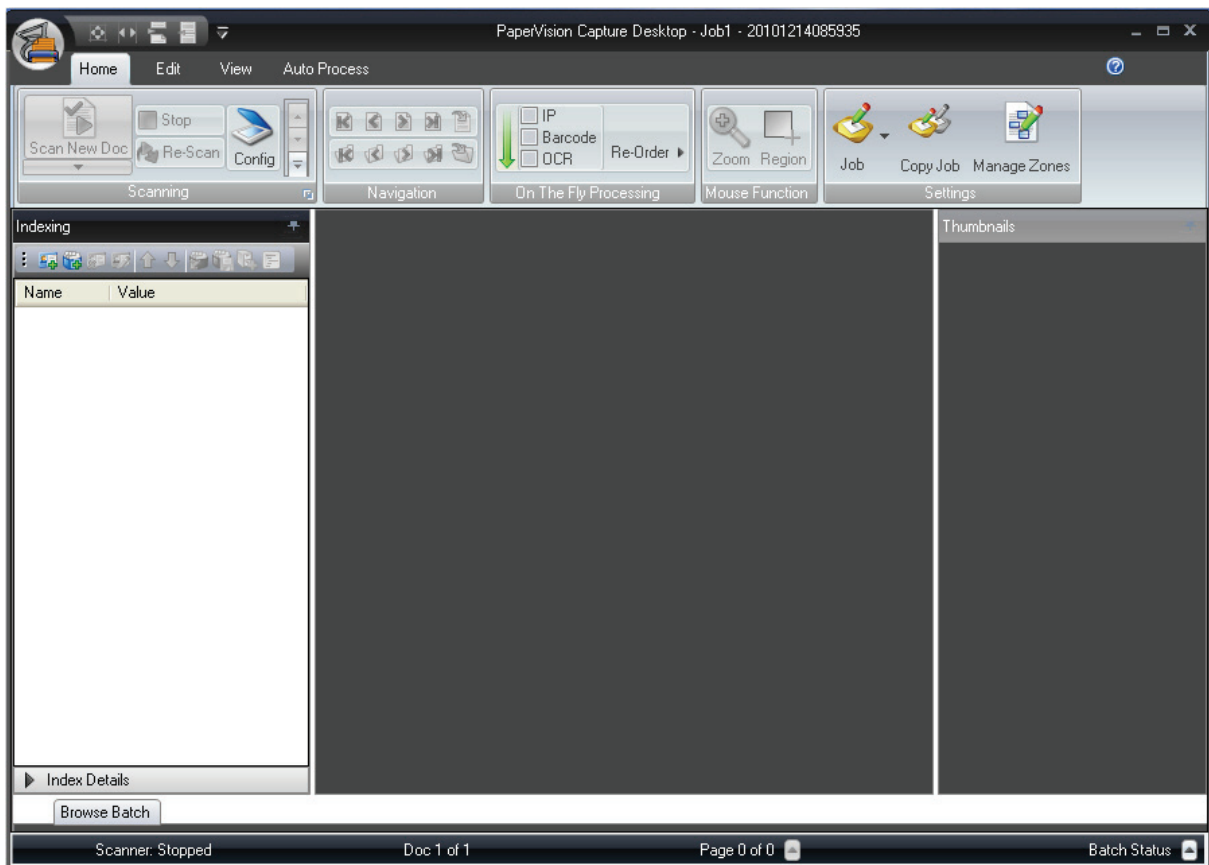 PaperVision Capture Desktop - Job1 - 20101214085935
Home Edit View Auto Process
Scan New Doc
Stop
Re-Scan
Config
Scanning
Navigation
IP
Barcode
OCR
Re-Order
On The Fly Processing
Zoom Region
Mouse Function
Job Copy Job Manage Zones
Settings
Indexing
Thumbnails
Name Value
Index Details
Browse Batch
Scanner: Stopped Doc 1 of 1 Page 0 of 0 Batch Status